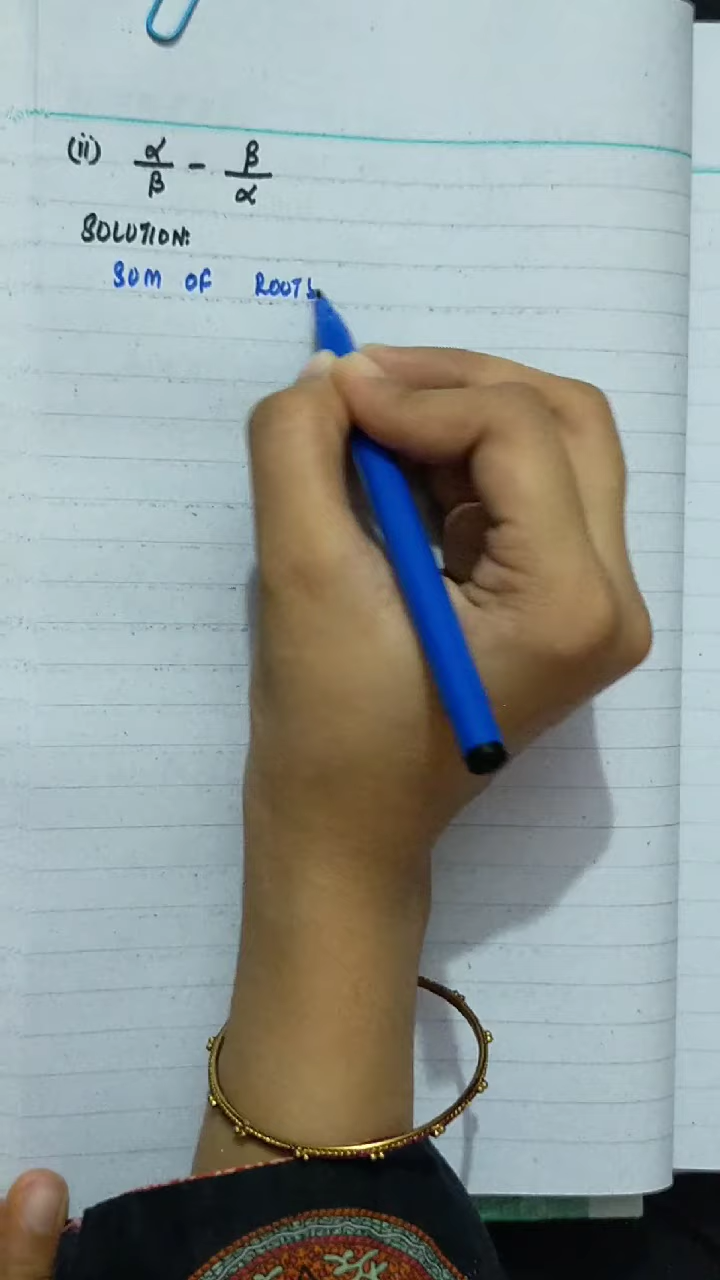 (ii) α/β - β/α
SOLUTION:
SUM OF ROOTS